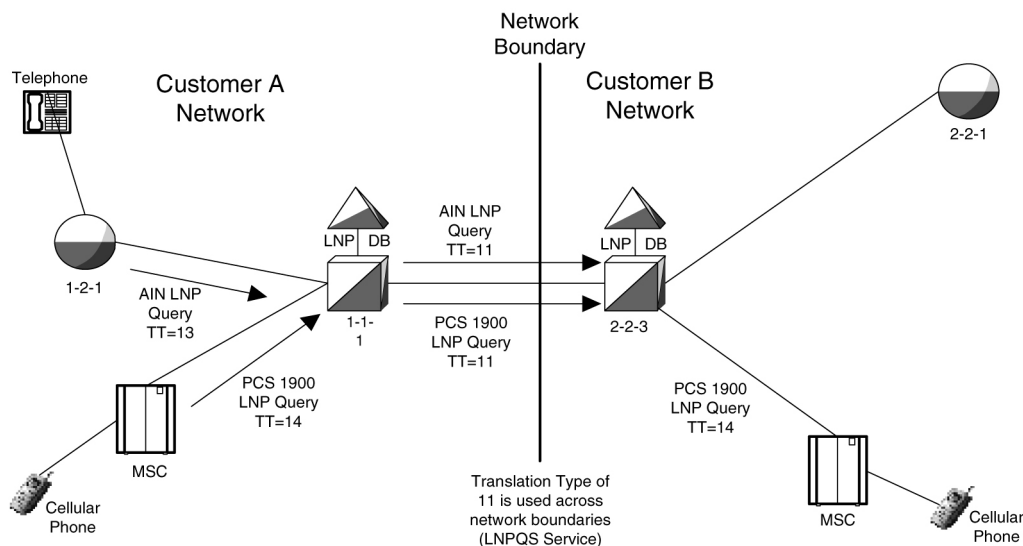 Network
Boundary
Customer A
Network
Customer B
Network
Telephone
2-2-1
AIN LNP
Query
TT=11
LNP DB
LNP DB
1-2-1
AIN LNP
Query
TT=13
1-1-
1
PCS 1900
LNP Query
TT=11
2-2-3
PCS 1900
LNP Query
TT=14
PCS 1900
LNP Query
TT=14
MSC
Cellular
Phone
Translation Type of
11 is used across
network boundaries
(LNPQS Service)
MSC
Cellular
Phone